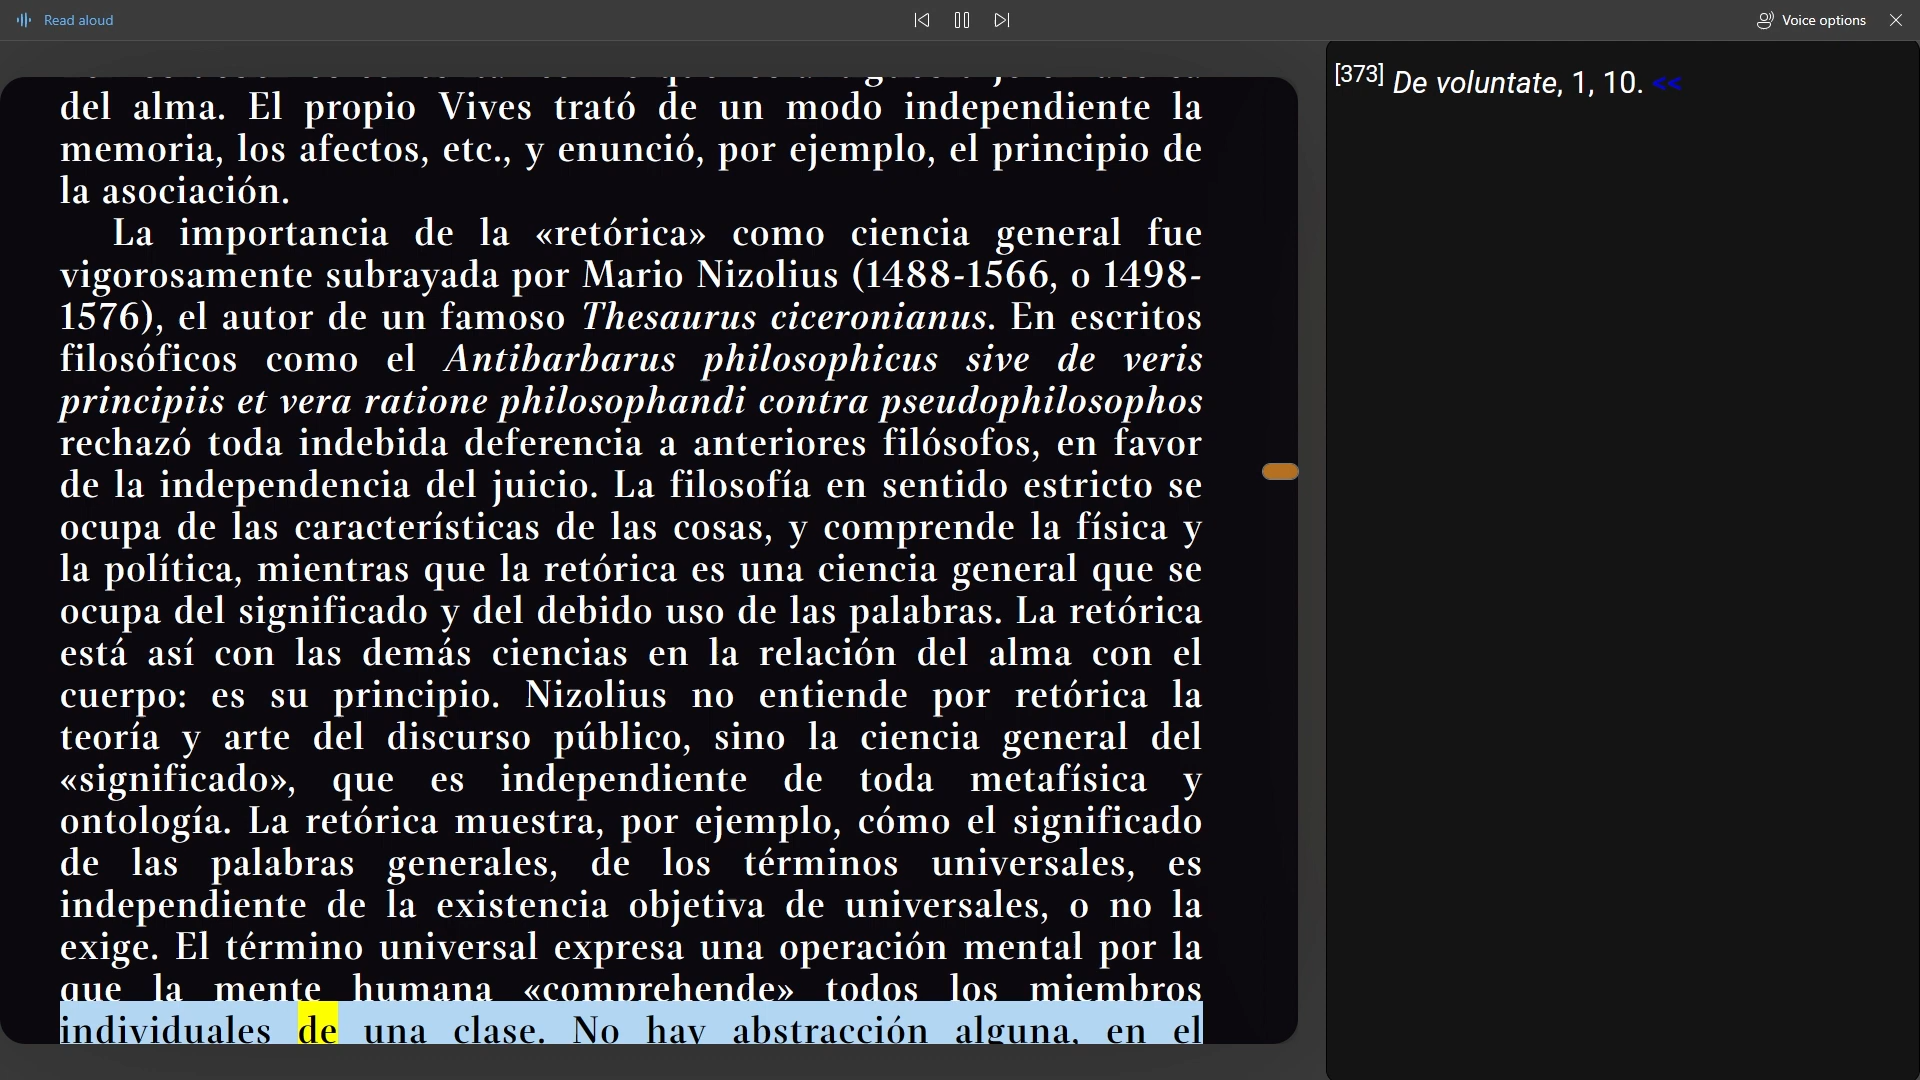 Read aloud
Voice options
del alma. El propio Vives trató de un modo independiente la
memoria, los afectos, etc., y enunció, por ejemplo, el principio de
la asociación.
La importancia de la «retórica» como ciencia general fue
vigorosamente subrayada por Mario Nizolius (1488-1566, o 1498-
1576), el autor de un famoso Thesaurus ciceronianus. En escritos
filosóficos como el Antibarbarus philosophicus sive de veris
principiis et vera ratione philosophandi contra pseudophilosophos
rechazó toda indebida deferencia a anteriores filósofos, en favor
de la independencia del juicio. La filosofía en sentido estricto se
ocupa de las características de las cosas, y comprende la física y
la política, mientras que la retórica es una ciencia general que se
ocupa del significado y del debido uso de las palabras. La retórica
está así con las demás ciencias en la relación del alma con el
cuerpo: es su principio. Nizolius no entiende por retórica la
teoría y arte del discurso público, sino la ciencia general del
«significado», que es independiente de toda metafísica y
ontología. La retórica muestra, por ejemplo, cómo el significado
de las palabras generales, de los términos universales, es
independiente de la existencia objetiva de universales, o no la
exige. El término universal expresa una operación mental por la
que la mente humana «comprehende» todos los miembros
individuales de una clase. No hay abstracción alguna, en el
[373] De voluntate, 1, 10. <<